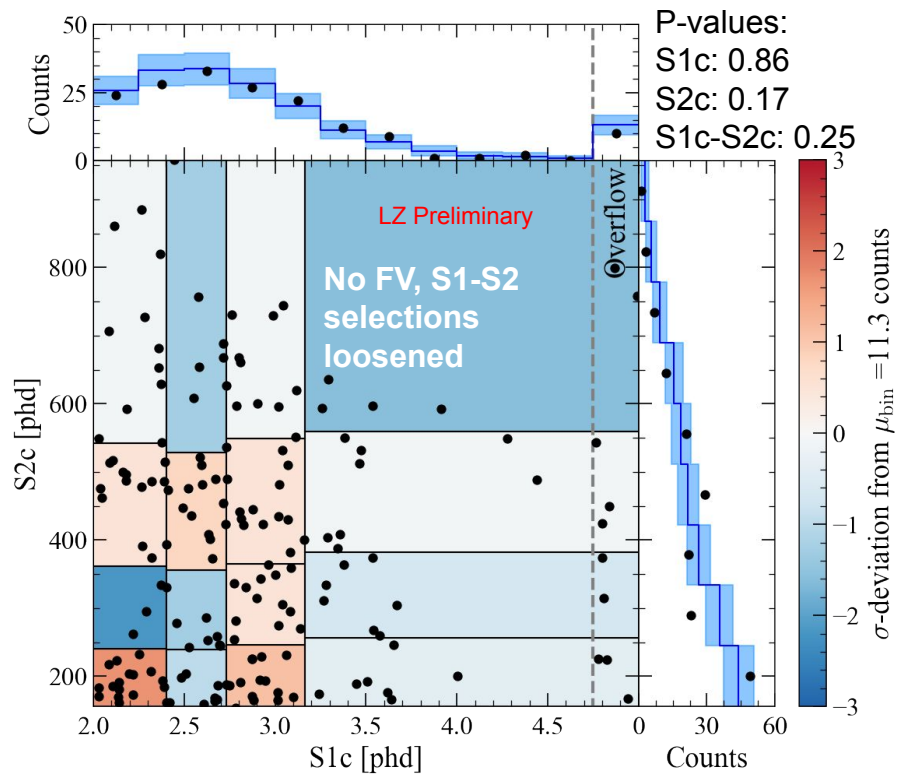 P-values:
S1c: 0.86
S2c: 0.17
S1c-S2c: 0.25
50
25
0
Counts
LZ Preliminary
No FV, S1-S2
selections
loosened
Overflow
800
600
400
200
S2c [phd]
2.0 2.5 3.0 3.5 4.0 4.5
S1c [phd]
0 30 60
Counts
3
2
1
0
−1
−2
−3
σ-deviation from μbin = 11.3 counts